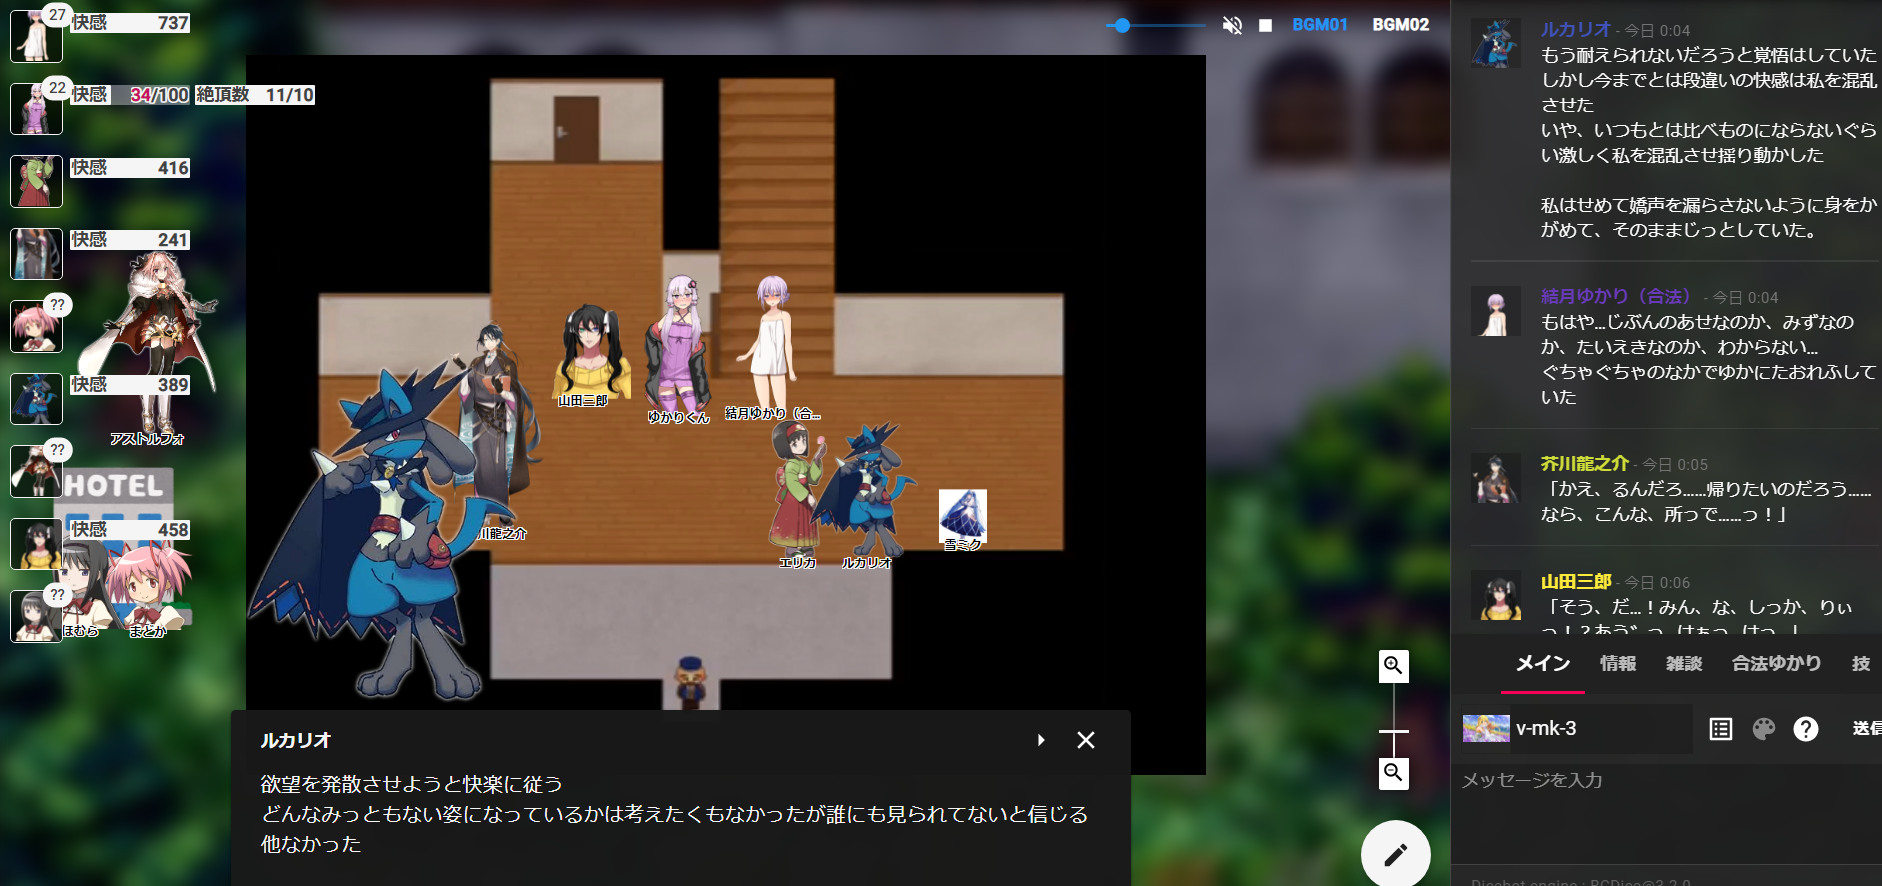 27
快感 737
22
快感 34/100 絶頂数 11/10
快感 416
快感 241
??
快感 389
アストルフォ
??
HOTEL
快感 458
??
ほむら
まどか
BGM01
BGM02
山田三郎
ゆかりくん
結月ゆかり（合...
川龍之介
エリカ
ルカリオ
雪ミク
ルカリオ
欲望を発散させようと快楽に従う
どんなみっともない姿になっているかは考えたくもなかったが誰にも見られてないと信じる
他なかった
ルカリオ - 今日 0:04
もう耐えられないだろうと覚悟はしていた
しかし今までとは段違いの快感は私を混乱
させた
いや、いつもとは比べものにならないぐら
い激しく私を混乱させ揺り動かした
私はせめて嬌声を漏らさないように身をか
がめて、そのままじっとしていた。
結月ゆかり（合法） - 今日 0:04
もはや…じぶんのあせなのか、みずなの
か、たいえきなのか、わからない…
ぐちゃぐちゃのなかでゆかにたおれふして
いた
芥川龍之介 - 今日 0:05
「かえ、るんだろ……帰りたいのだろう……
なら、こんな、所っで……っ！」
山田三郎 - 今日 0:06
「そう、だ…！みん、な、しっか、りぃ
っ！？あう゛っ、はぁっ、はっ…」
メイン
情報
雑談
合法ゆかり
技
v-mk-3
送信
メッセージを入力
Dicebot engine : BCDice@3.2.0